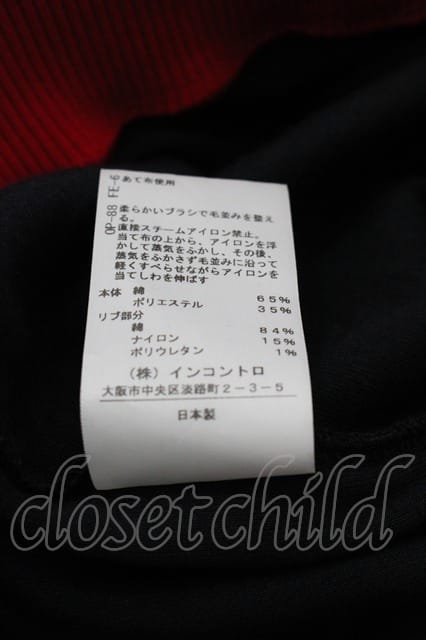 あて布使用
FE-6
OP-88
柔らかいブラシで毛並みを整え
る。
直接スチームアイロン禁止。
当て布の上から、アイロンを浮
かして蒸気をふかし、その後、
蒸気をふかさず毛並みに沿って
軽くすべらせながらアイロンを
当てしわを伸ばす
本体 綿 65%
ポリエステル 35%
リブ部分
綿 84%
ナイロン 15%
ポリウレタン 1%
(株)インコントロ
大阪市中央区淡路町2-3-5
日本製
closetchild